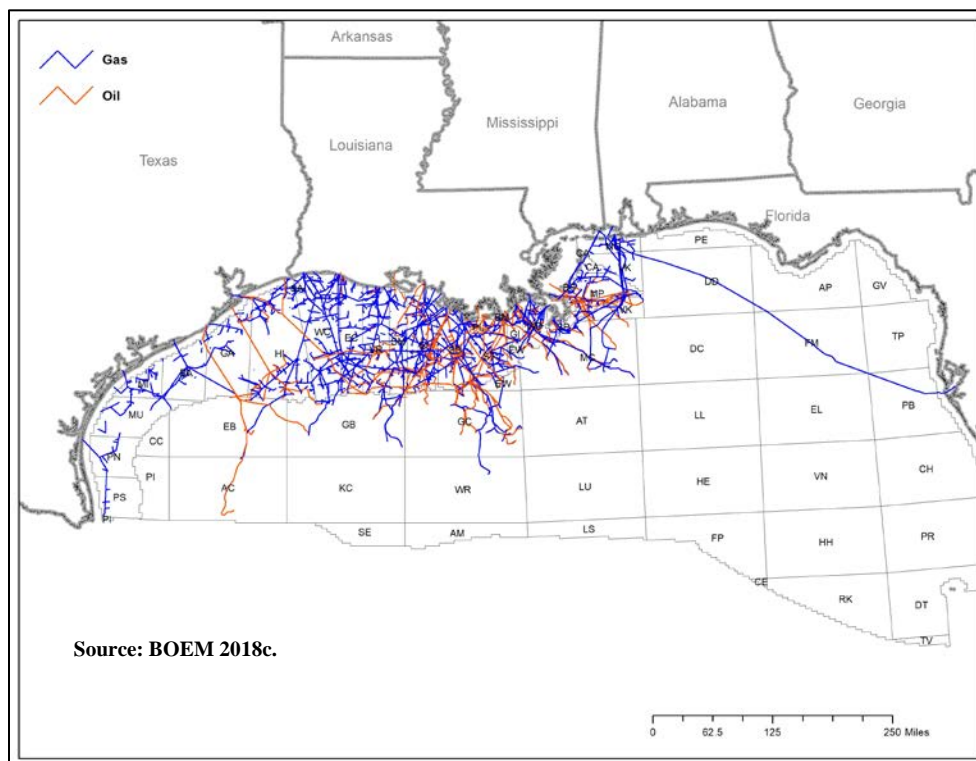 Arkansas
Gas
Oil
Mississippi
Alabama
Georgia
Louisiana
Texas
Florida
PE
DD
AP
GV
CA
MP
WC
GA
HI
DC
FM
TP
MC
EW
MU
EB
GB
GC
AT
LL
EL
PB
CC
PN
PI
AC
KC
WR
LU
HE
VN
CH
PS
SE
AM
LS
FP
HH
PR
CE
RK
DT
TV
Source: BOEM 2018c.
0 62.5 125 250 Miles